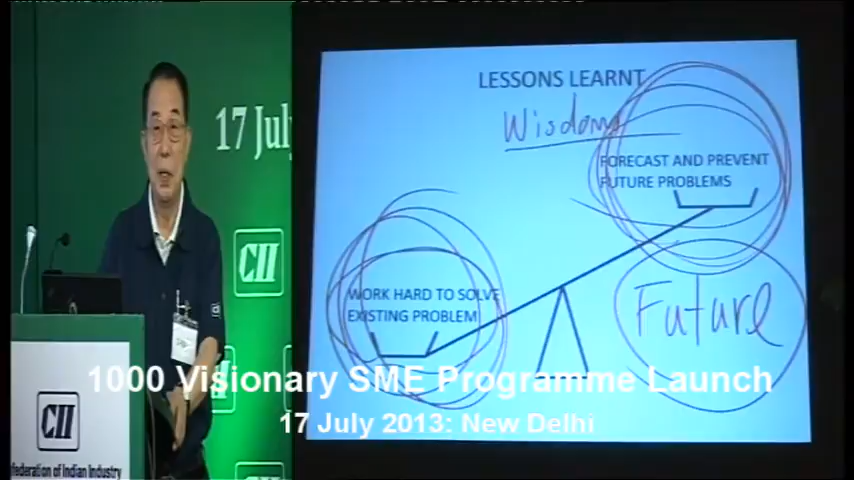 17 July
CII
LESSONS LEARNT
Wisdom
FORECAST AND PREVENT
FUTURE PROBLEMS
WORK HARD TO SOLVE
EXISTING PROBLEM
Future
1000 Visionary SME Programme Launch
17 July 2013: New Delhi
CII
federation of Indian Industry